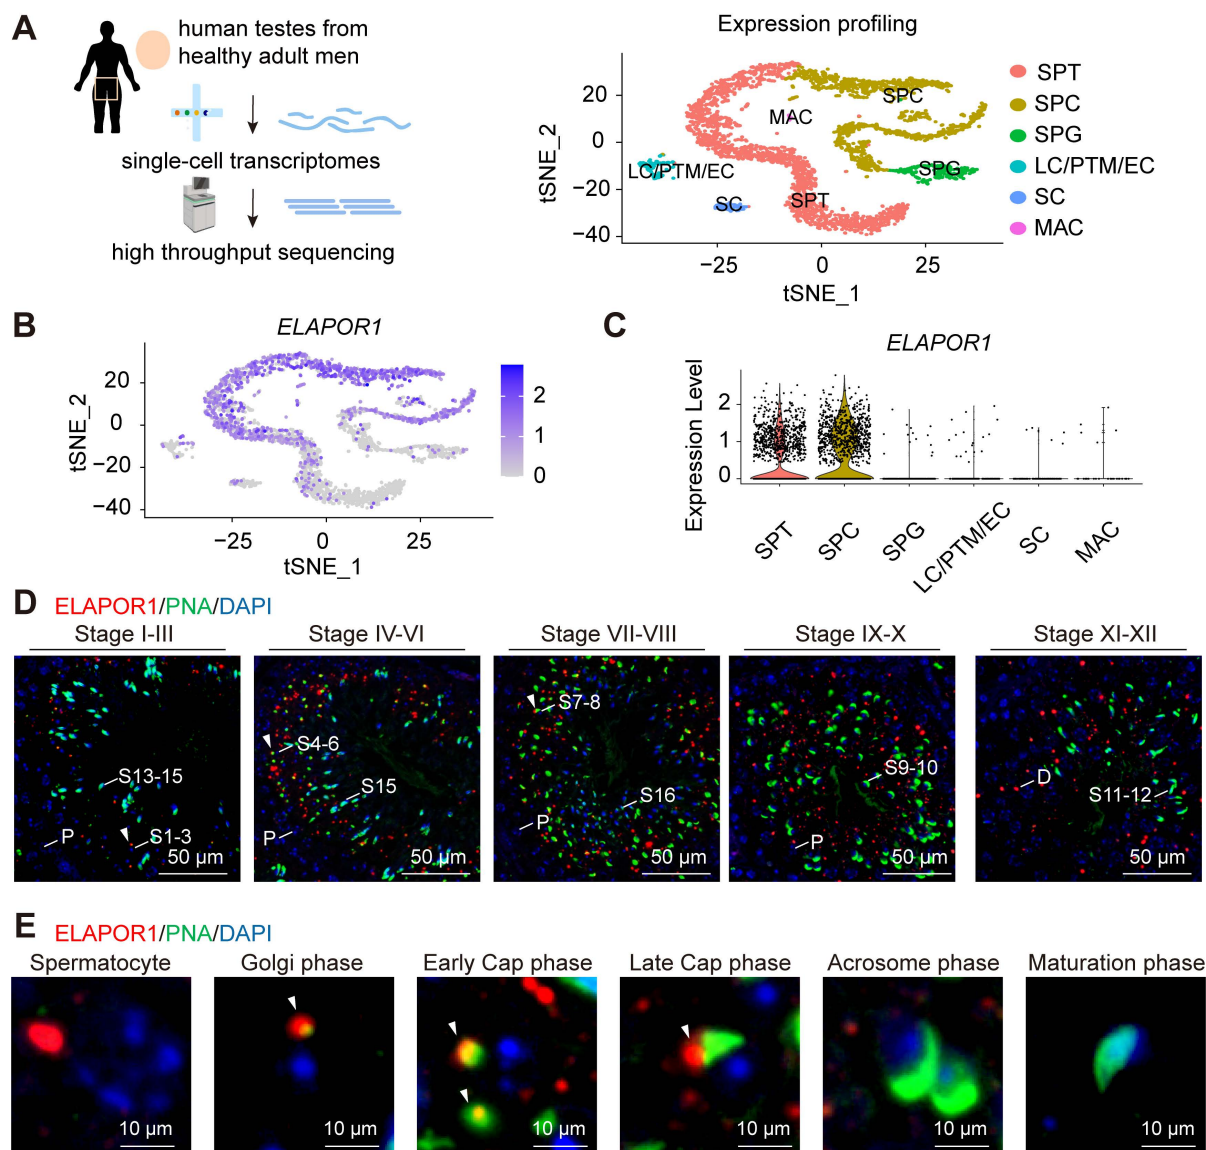 A
human testes from
healthy adult men
single-cell transcriptomes
high throughput sequencing
Expression profiling
tSNE_2
20
0
−20
−40
−25
0
25
tSNE_1
SPC
MAC
LC/PTM/EC
SPG
SC
SPT
SPT
SPC
SPG
LC/PTM/EC
SC
MAC
B
ELAPOR1
tSNE_2
20
0
−20
−40
−25
0
25
tSNE_1
2
1
0
C
ELAPOR1
Expression Level
2
1
0
SPT
SPC
SPG
LC/PTM/EC
SC
MAC
D
ELAPOR1/PNA/DAPI
Stage I-III
Stage IV-VI
Stage VII-VIII
Stage IX-X
Stage XI-XII
S13-15
P
S1-3
50 µm
S4-6
S15
P
50 µm
S7-8
S16
P
50 µm
S9-10
P
50 µm
D
S11-12
50 µm
E
ELAPOR1/PNA/DAPI
Spermatocyte
Golgi phase
Early Cap phase
Late Cap phase
Acrosome phase
Maturation phase
10 µm
10 µm
10 µm
10 µm
10 µm
10 µm